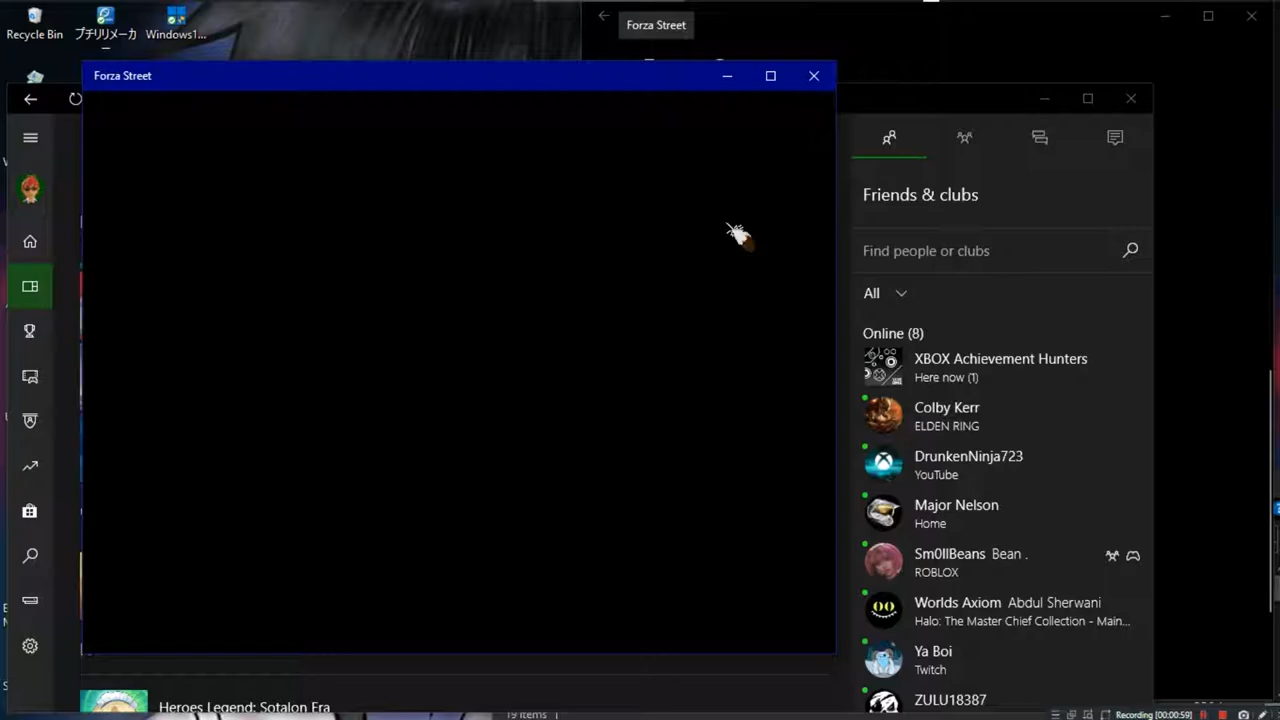 Recycle Bin
プチリリメーカ
Windows1...
Forza Street
Forza Street
Friends & clubs
Find people or clubs
All
Online (8)
XBOX Achievement Hunters
Here now (1)
Colby Kerr
ELDEN RING
DrunkenNinja723
YouTube
Major Nelson
Home
Sm0llBeans Bean .
ROBLOX
Worlds Axiom Abdul Sherwani
Halo: The Master Chief Collection - Main...
Ya Boi
Twitch
ZULU18387
Heroes Legend: Sotalon Era
19 items
Recording [00:00:59]